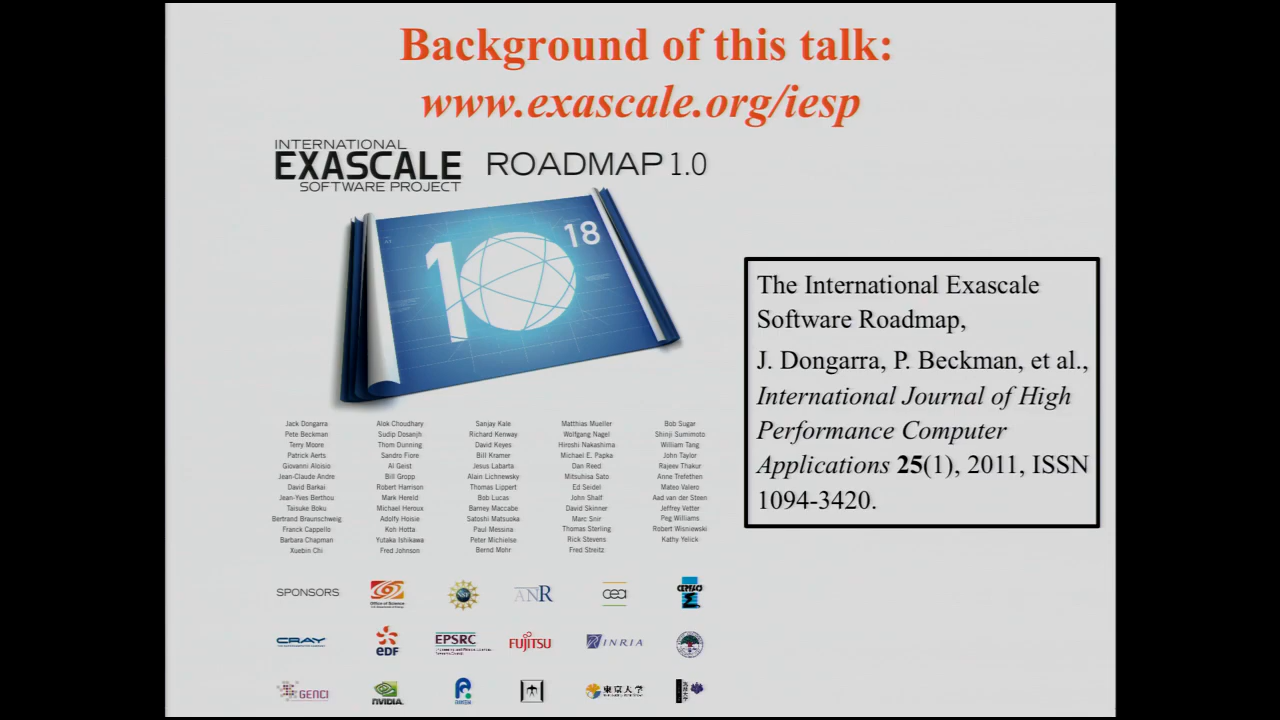 Background of this talk:
www.exascale.org/iesp
INTERNATIONAL
EXASCALE
SOFTWARE PROJECT
ROADMAP 1.0
10
18
The International Exascale
Software Roadmap,
J. Dongarra, P. Beckman, et al.,
International Journal of High
Performance Computer
Applications 25(1), 2011, ISSN
1094-3420.
Jack Dongarra
Pete Beckman
Terry Moore
Patrick Aerts
Giovanni Aloisio
Jean-Claude Andre
David Barkai
Jean-Yves Berthou
Taisuke Boku
Bertrand Braunschweig
Franck Cappello
Barbara Chapman
Xuebin Chi
Alok Choudhary
Sudip Dosanjh
Thom Dunning
Sandro Fiore
Al Geist
Bill Gropp
Robert Harrison
Mark Hereld
Michael Heroux
Adolfy Hoisie
Koh Hotta
Yutaka Ishikawa
Fred Johnson
Sanjay Kale
Richard Kenway
David Keyes
Bill Kramer
Jesus Labarta
Alain Lichnewsky
Thomas Lippert
Bob Lucas
Barney Maccabe
Satoshi Matsuoka
Paul Messina
Peter Michielse
Bernd Mohr
Matthias Mueller
Wolfgang Nagel
Hiroshi Nakashima
Michael E. Papka
Dan Reed
Mitsuhisa Sato
Ed Seidel
John Shalf
David Skinner
Marc Snir
Thomas Sterling
Rick Stevens
Fred Streitz
Bob Sugar
Shinji Sumimoto
William Tang
John Taylor
Rajeev Thakur
Anne Trefethen
Mateo Valero
Aad van der Steen
Jeffrey Vetter
Peg Williams
Robert Wisniewski
Kathy Yelick
SPONSORS
Office of Science
NSF
ANR
cea
CRAY
eDF
EPSRC
FUJITSU
INRIA
GENCI
NVIDIA
東京大学